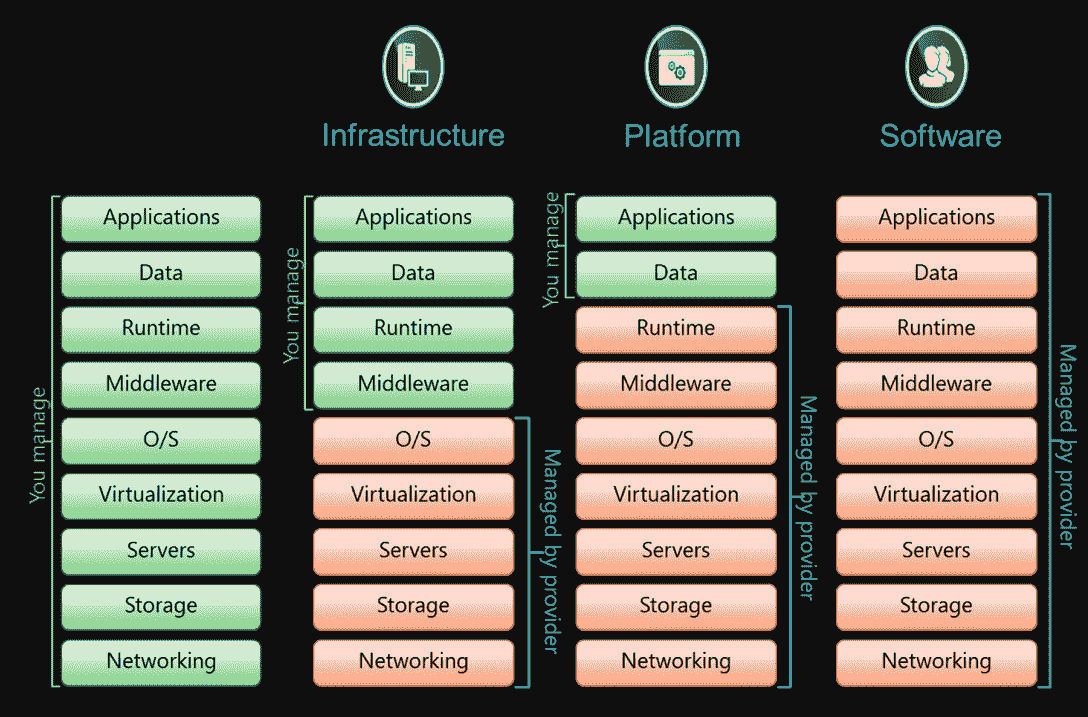 Infrastructure
Platform
Software
You manage
Applications
Data
Runtime
Middleware
O/S
Virtualization
Servers
Storage
Networking
You manage
Applications
Data
Runtime
Middleware
O/S
Virtualization
Servers
Storage
Networking
Managed by provider
You manage
Applications
Data
Runtime
Middleware
O/S
Virtualization
Servers
Storage
Networking
Managed by provider
Applications
Data
Runtime
Middleware
O/S
Virtualization
Servers
Storage
Networking
Managed by provider